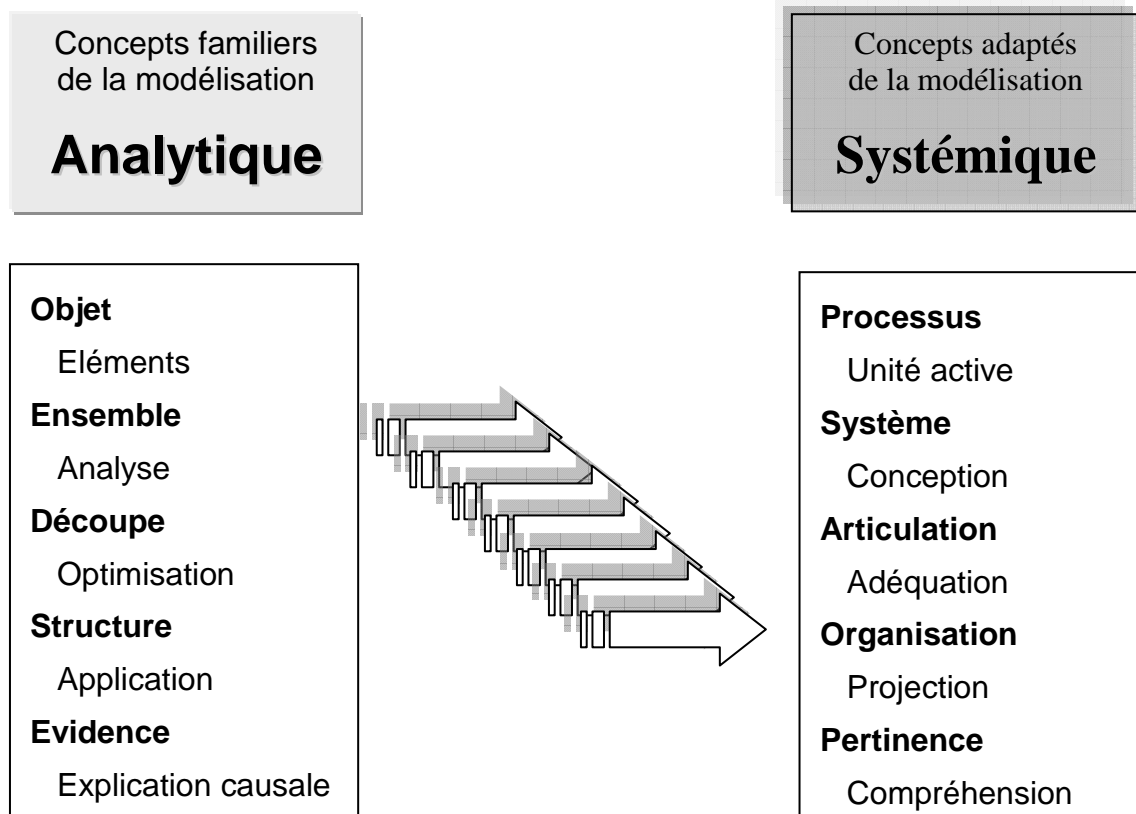 Concepts familiers
de la modélisation
Analytique
Concepts adaptés
de la modélisation
Systémique
Objet
Eléments
Ensemble
Analyse
Découpe
Optimisation
Structure
Application
Evidence
Explication causale
Processus
Unité active
Système
Conception
Articulation
Adéquation
Organisation
Projection
Pertinence
Compréhension